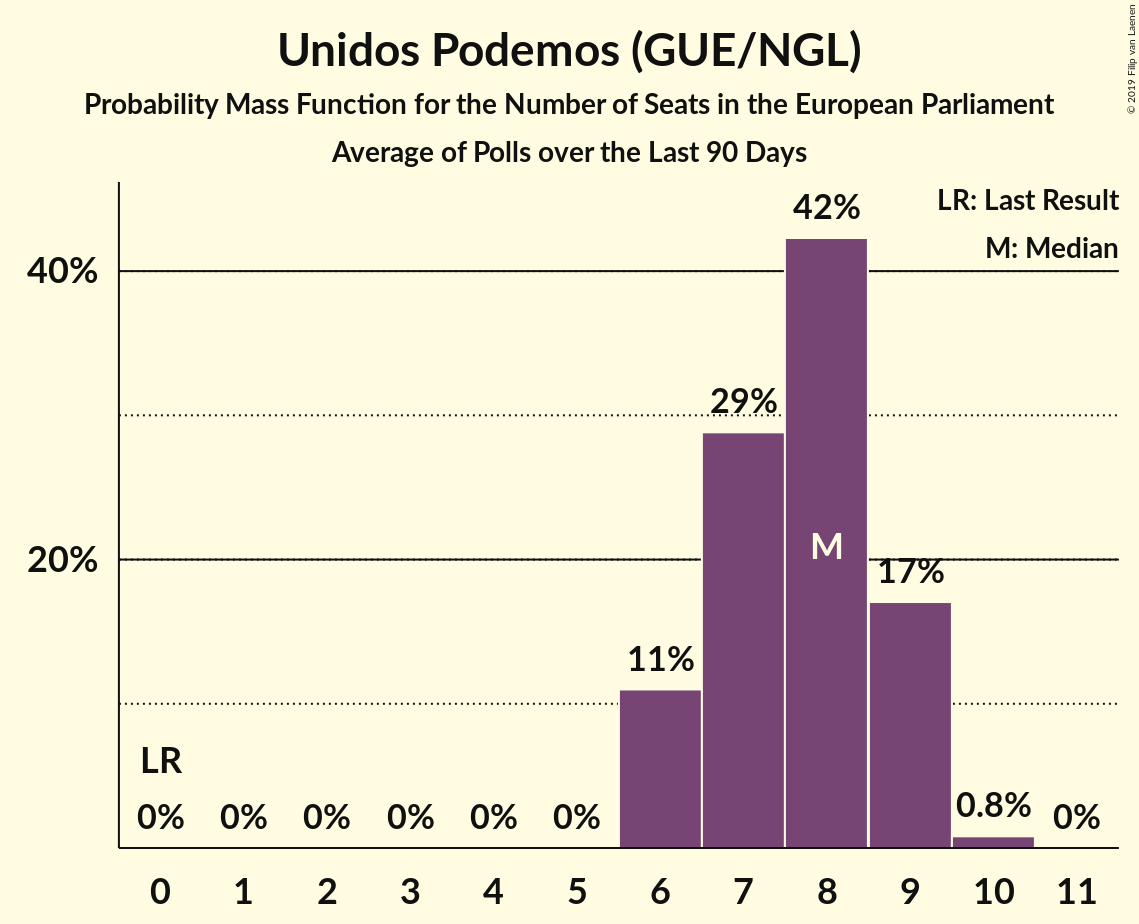 Unidos Podemos (GUE/NGL)
Probability Mass Function for the Number of Seats in the European Parliament
Average of Polls over the Last 90 Days
© 2019 Filip van Laenen
LR: Last Result
M: Median
42%
40%
29%
M
20%
17%
11%
LR
0% 0% 0% 0% 0% 0% 0.8% 0%
0 1 2 3 4 5 6 7 8 9 10 11